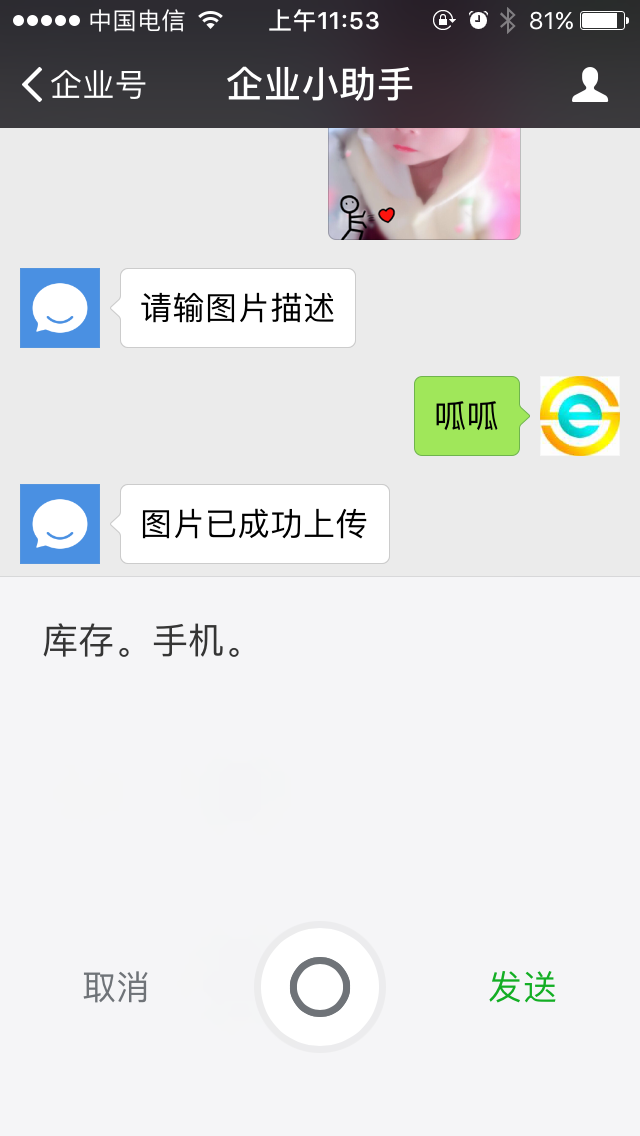 中国电信 上午11:53 81%
企业号 企业小助手
请输图片描述
呱呱
图片已成功上传
库存。手机。
取消 发送